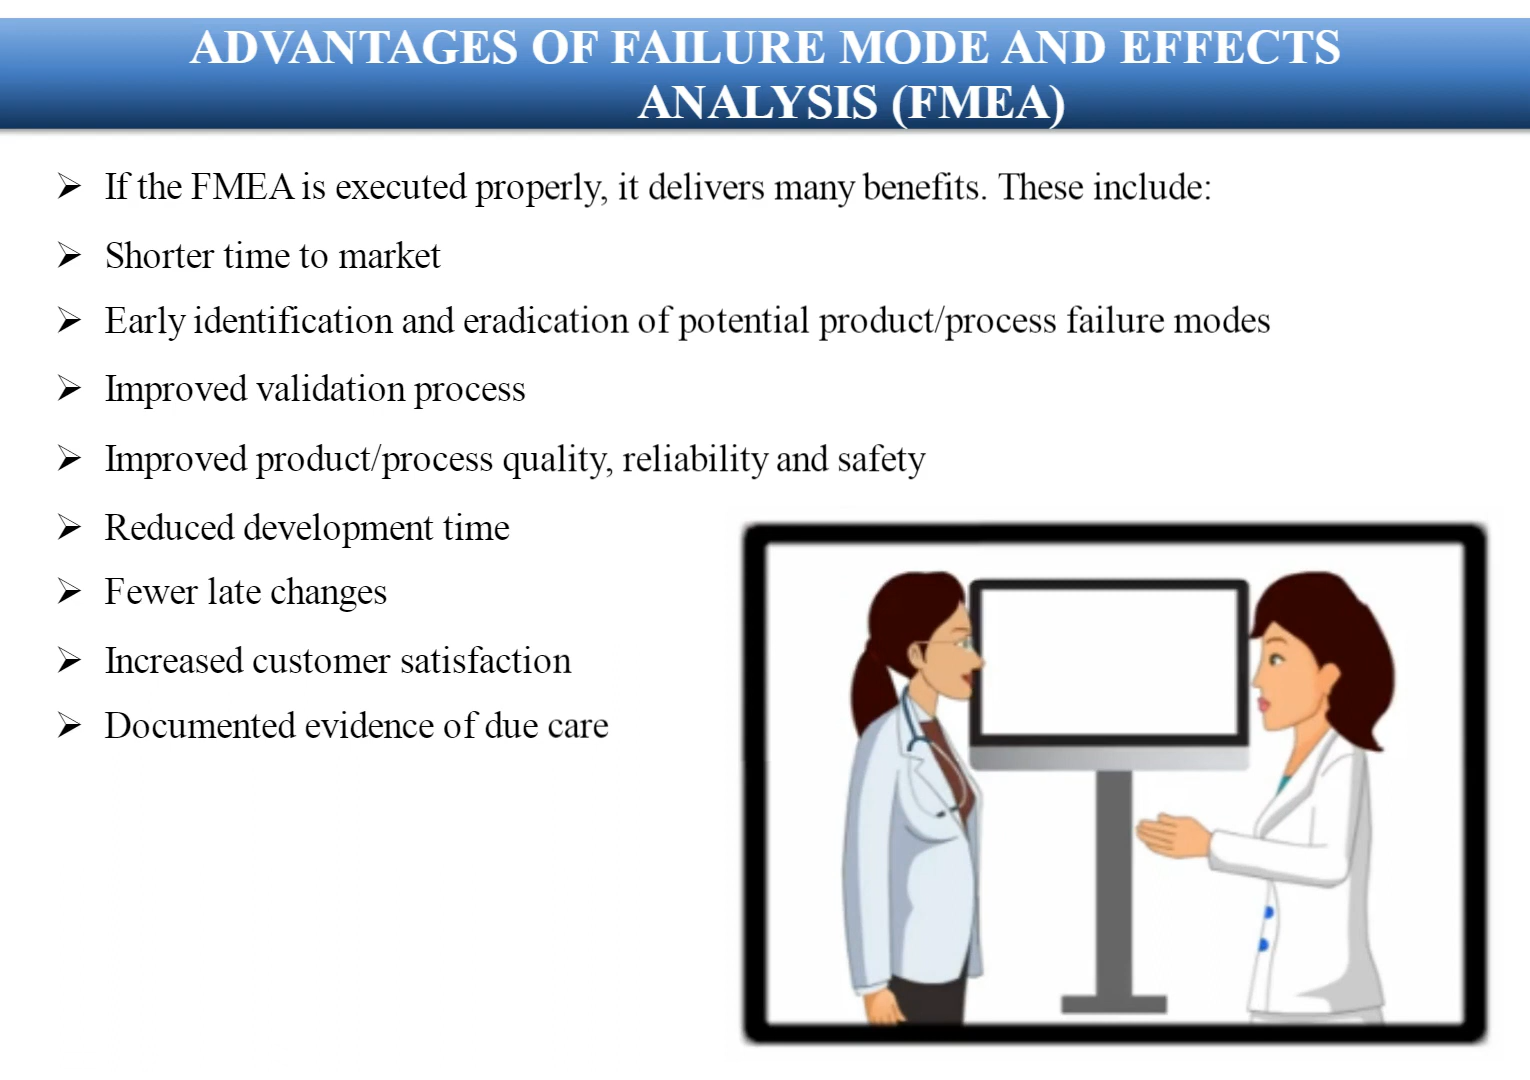 ADVANTAGES OF FAILURE MODE AND EFFECTS
ANALYSIS (FMEA)
If the FMEA is executed properly, it delivers many benefits. These include:
Shorter time to market
Early identification and eradication of potential product/process failure modes
Improved validation process
Improved product/process quality, reliability and safety
Reduced development time
Fewer late changes
Increased customer satisfaction
Documented evidence of due care